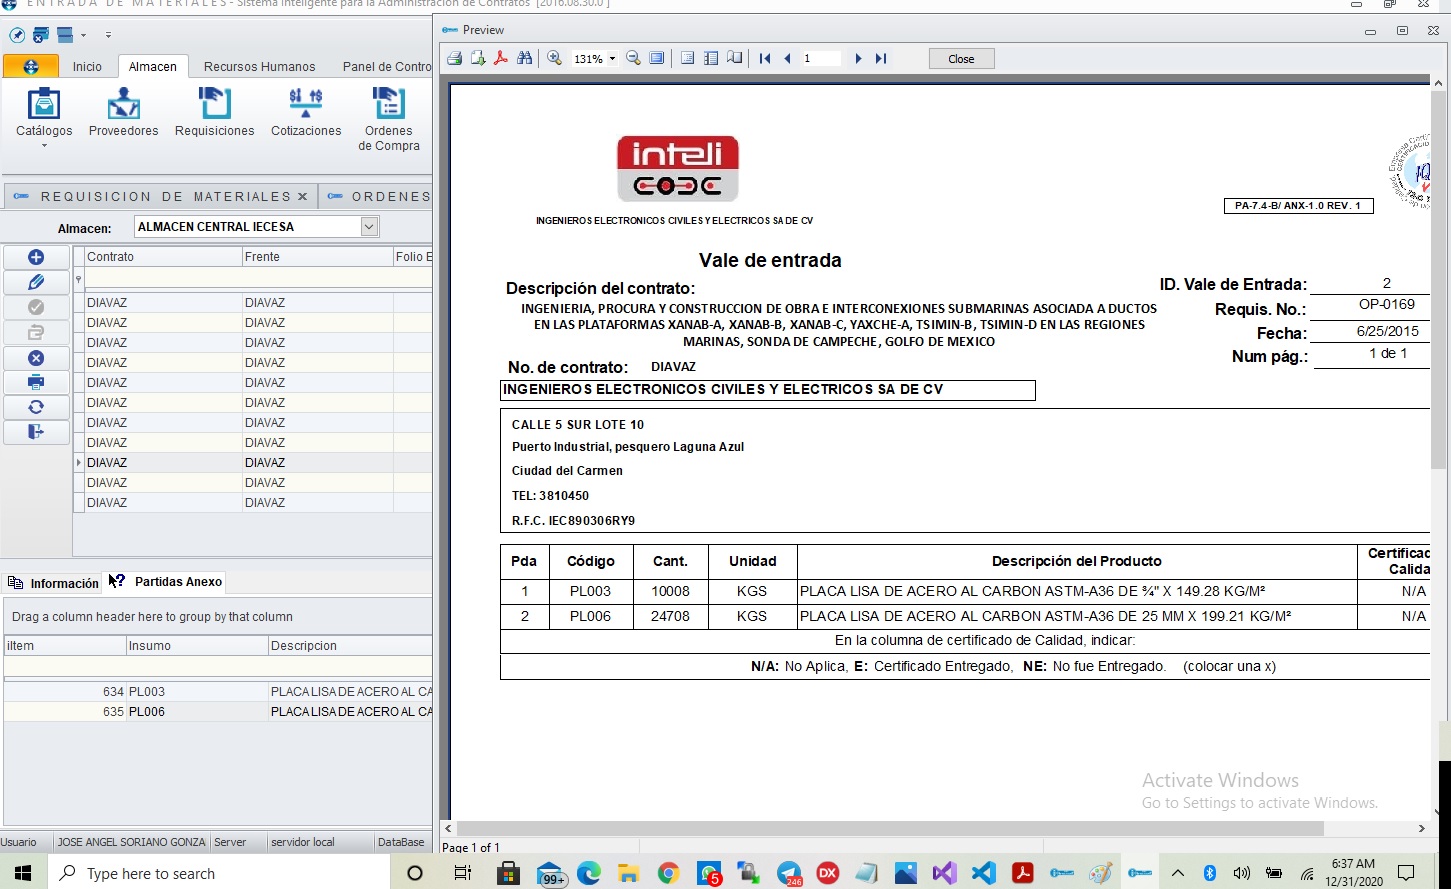 ENTRADA DE MATERIALES - Sistema Inteligente para la Administración de Contratos [2016.08.30.0]
Inicio
Almacen
Recursos Humanos
Panel de Contro
Catálogos
Proveedores
Requisiciones
Cotizaciones
Ordenes
de Compra
REQUISICION DE MATERIALES
ORDENES
Almacen:
ALMACEN CENTRAL IECESA
Contrato
Frente
Folio E
DIAVAZ DIAVAZ
DIAVAZ DIAVAZ
DIAVAZ DIAVAZ
DIAVAZ DIAVAZ
DIAVAZ DIAVAZ
DIAVAZ DIAVAZ
DIAVAZ DIAVAZ
DIAVAZ DIAVAZ
DIAVAZ DIAVAZ
DIAVAZ DIAVAZ
DIAVAZ DIAVAZ
Información
Partidas Anexo
Drag a column header here to group by that column
iItem Insumo Descripcion
634 PL003 PLACA LISA DE ACERO AL CA
635 PL006 PLACA LISA DE ACERO AL CA
Usuario JOSE ANGEL SORIANO GONZA Server servidor local DataBase
Preview
131%
1
Close
inteli
CODC
INGENIEROS ELECTRONICOS CIVILES Y ELECTRICOS SA DE CV
PA-7.4-B/ ANX-1.0 REV. 1
Vale de entrada
Descripción del contrato:
INGENIERIA, PROCURA Y CONSTRUCCION DE OBRA E INTERCONEXIONES SUBMARINAS ASOCIADA A DUCTOS
EN LAS PLATAFORMAS XANAB-A, XANAB-B, XANAB-C, YAXCHE-A, TSIMIN-B, TSIMIN-D EN LAS REGIONES
MARINAS, SONDA DE CAMPECHE, GOLFO DE MEXICO
ID. Vale de Entrada: 2
Requis. No.: OP-0169
Fecha: 6/25/2015
Num pág.: 1 de 1
No. de contrato: DIAVAZ
INGENIEROS ELECTRONICOS CIVILES Y ELECTRICOS SA DE CV
CALLE 5 SUR LOTE 10
Puerto Industrial, pesquero Laguna Azul
Ciudad del Carmen
TEL: 3810450
R.F.C. IEC890306RY9
Pda Código Cant. Unidad Descripción del Producto Certificad
Calida
1 PL003 10008 KGS PLACA LISA DE ACERO AL CARBON ASTM-A36 DE ¾" X 149.28 KG/M² N/A
2 PL006 24708 KGS PLACA LISA DE ACERO AL CARBON ASTM-A36 DE 25 MM X 199.21 KG/M² N/A
En la columna de certificado de Calidad, indicar:
N/A: No Aplica, E: Certificado Entregado, NE: No fue Entregado. (colocar una x)
Activate Windows
Go to Settings to activate Windows.
Page 1 of 1
Type here to search
99+
5
246
DX
6:37 AM
12/31/2020